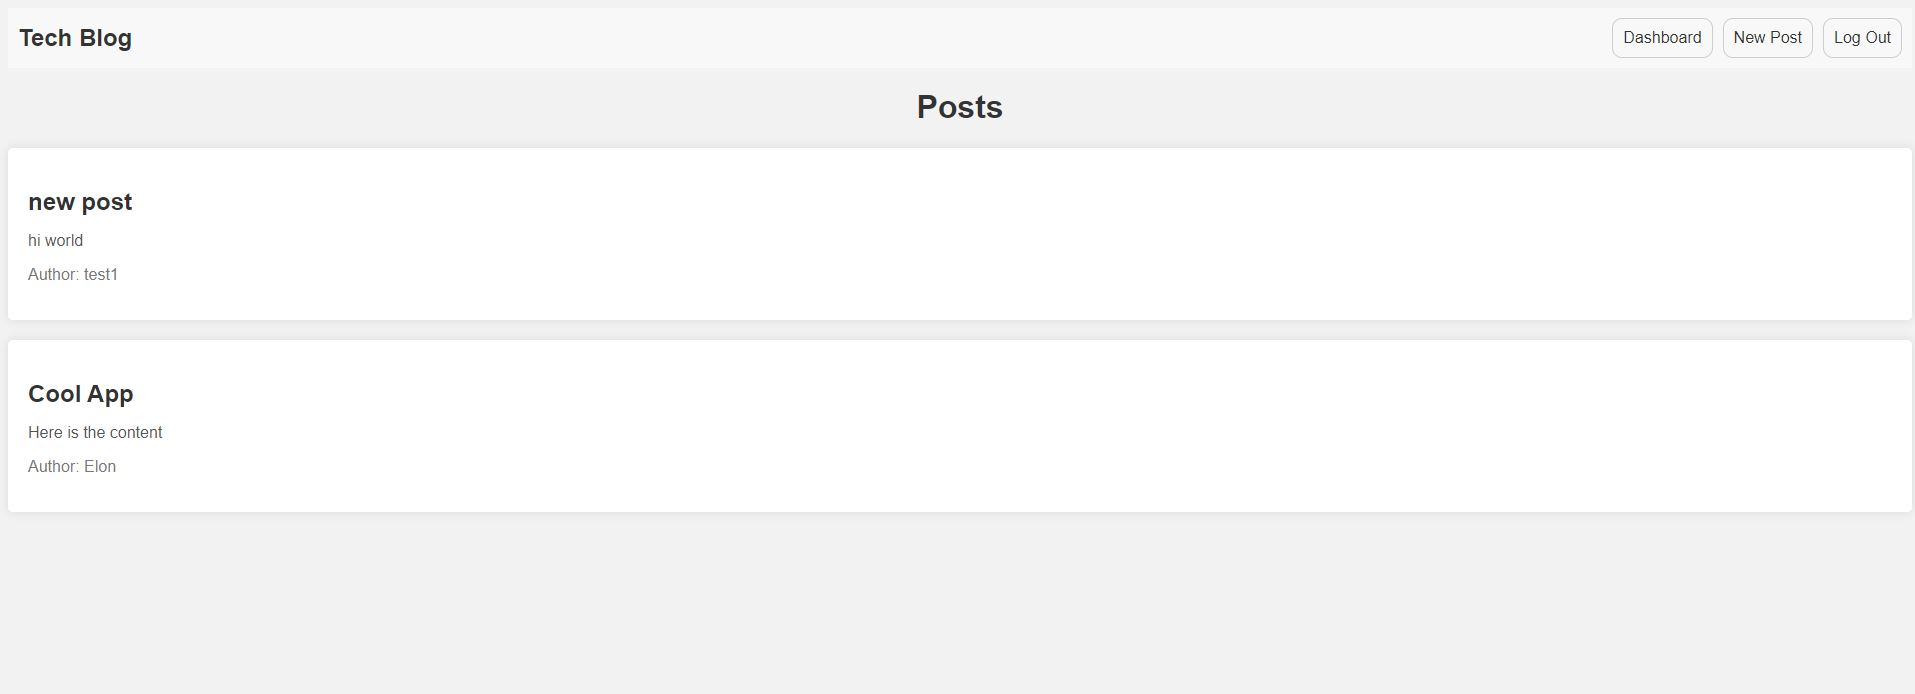 Tech Blog
Dashboard
New Post
Log Out
Posts
new post
hi world
Author: test1
Cool App
Here is the content
Author: Elon